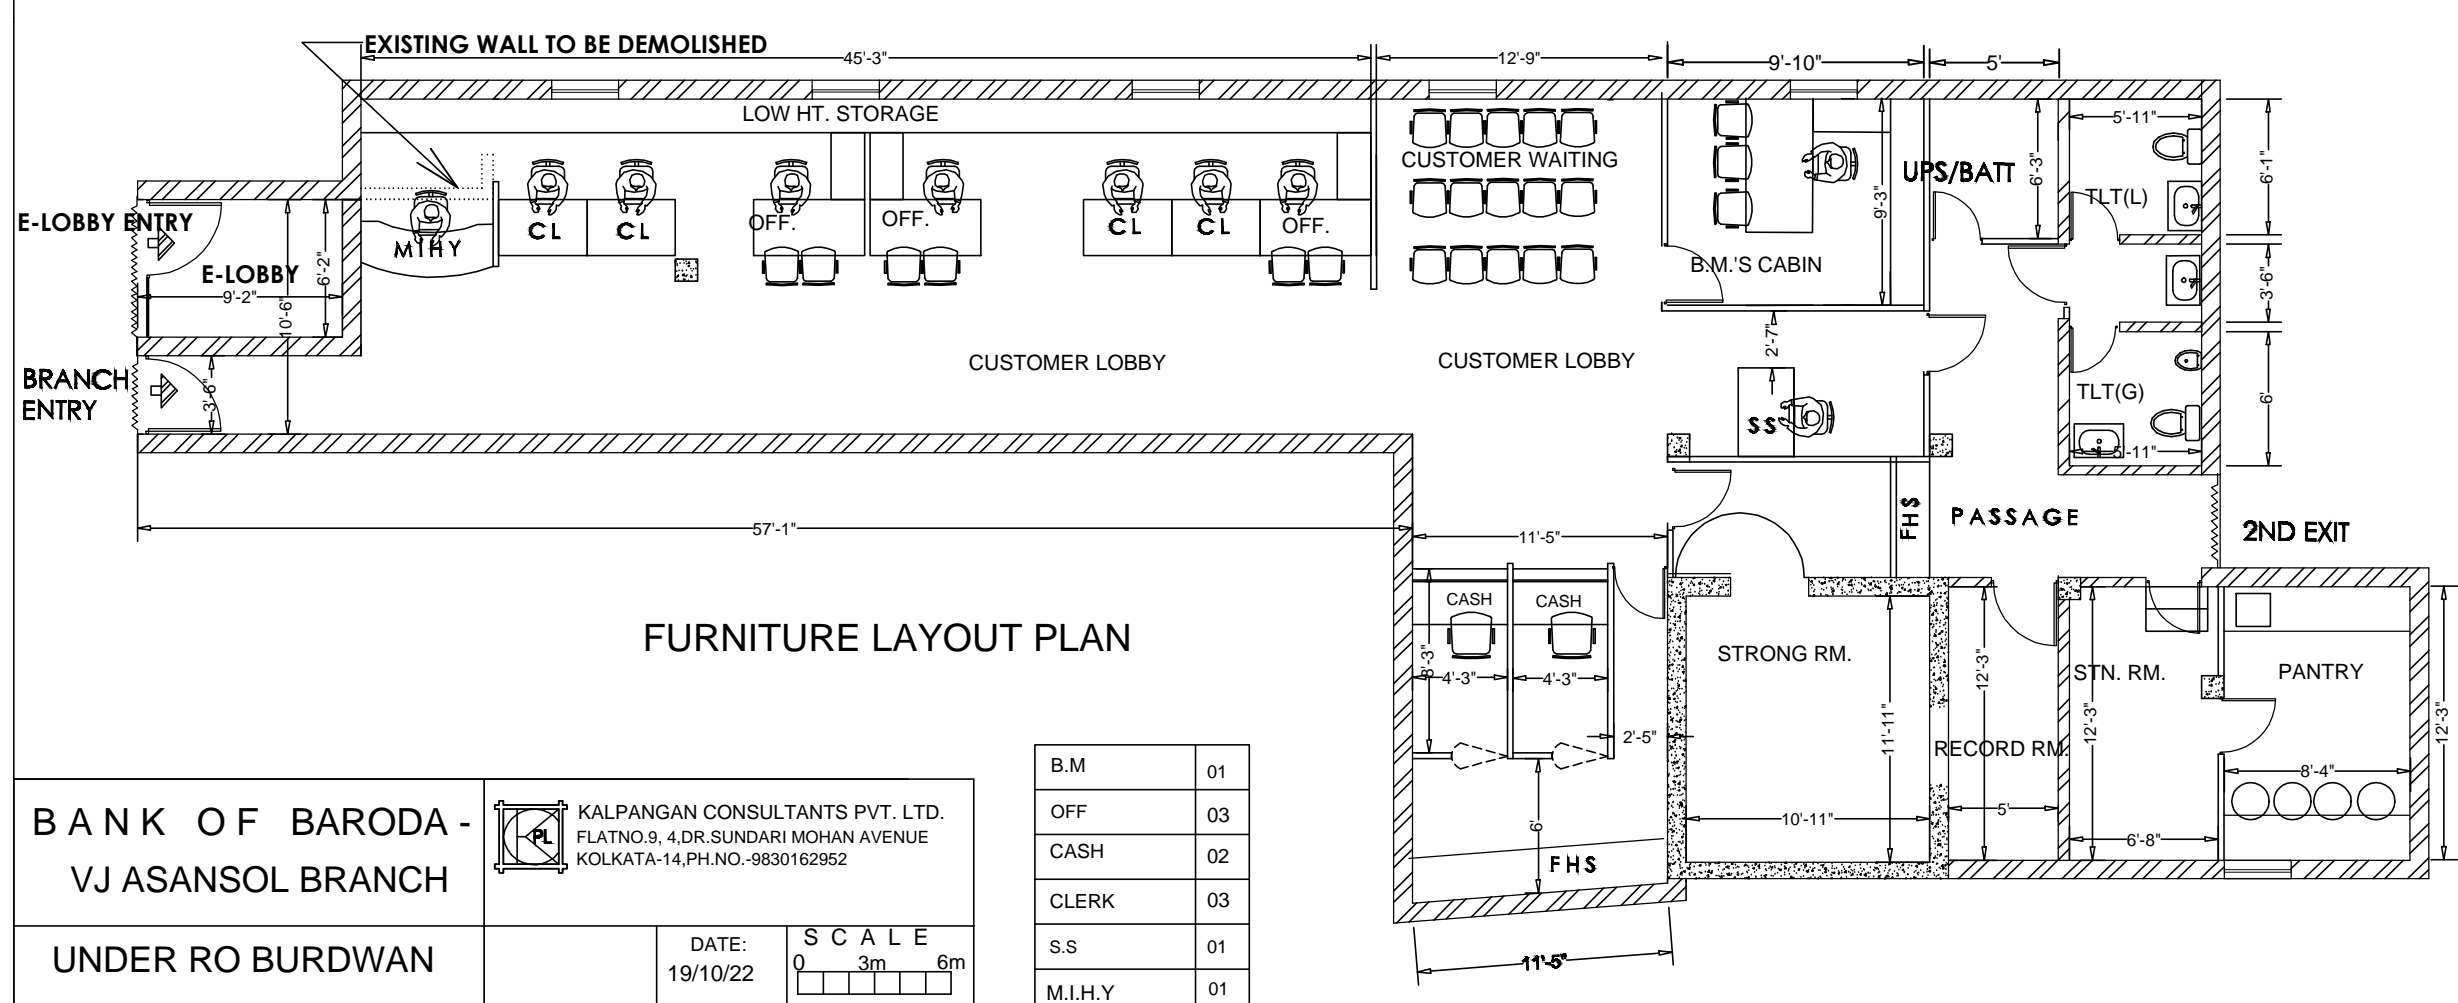 EXISTING WALL TO BE DEMOLISHED
45'-3"
12'-9"
9'-10"
5'
LOW HT. STORAGE
5'-11"
CUSTOMER WAITING
UPS/BATT
6'-3"
6'-1"
TLT(L)
9'-3"
E-LOBBY ENTRY
MIHY
CL
CL
OFF.
OFF.
CL
CL
OFF.
E-LOBBY
9'-2"
6'-2"
10'-6"
B.M.'S CABIN
3'-6"
2'-7"
CUSTOMER LOBBY
CUSTOMER LOBBY
BRANCH
ENTRY
3'-6"
TLT(G)
6'
SS
5'-11"
57'-1"
11'-5"
FHS
PASSAGE
2ND EXIT
FURNITURE LAYOUT PLAN
CASH
CASH
8'-3"
4'-3"
4'-3"
2'-5"
STRONG RM.
12'-3"
STN. RM.
PANTRY
11'-11"
RECORD RM.
12'-3"
12'-3"
8'-4"
10'-11"
5'
6'-8"
6'
FHS
11'-5"
BANK OF BARODA -
VJ ASANSOL BRANCH
UNDER RO BURDWAN
PL
KALPANGAN CONSULTANTS PVT. LTD.
FLATNO.9, 4,DR.SUNDARI MOHAN AVENUE
KOLKATA-14,PH.NO.-9830162952
DATE:
19/10/22
SCALE
0 3m 6m
B.M 01
OFF 03
CASH 02
CLERK 03
S.S 01
M.I.H.Y 01